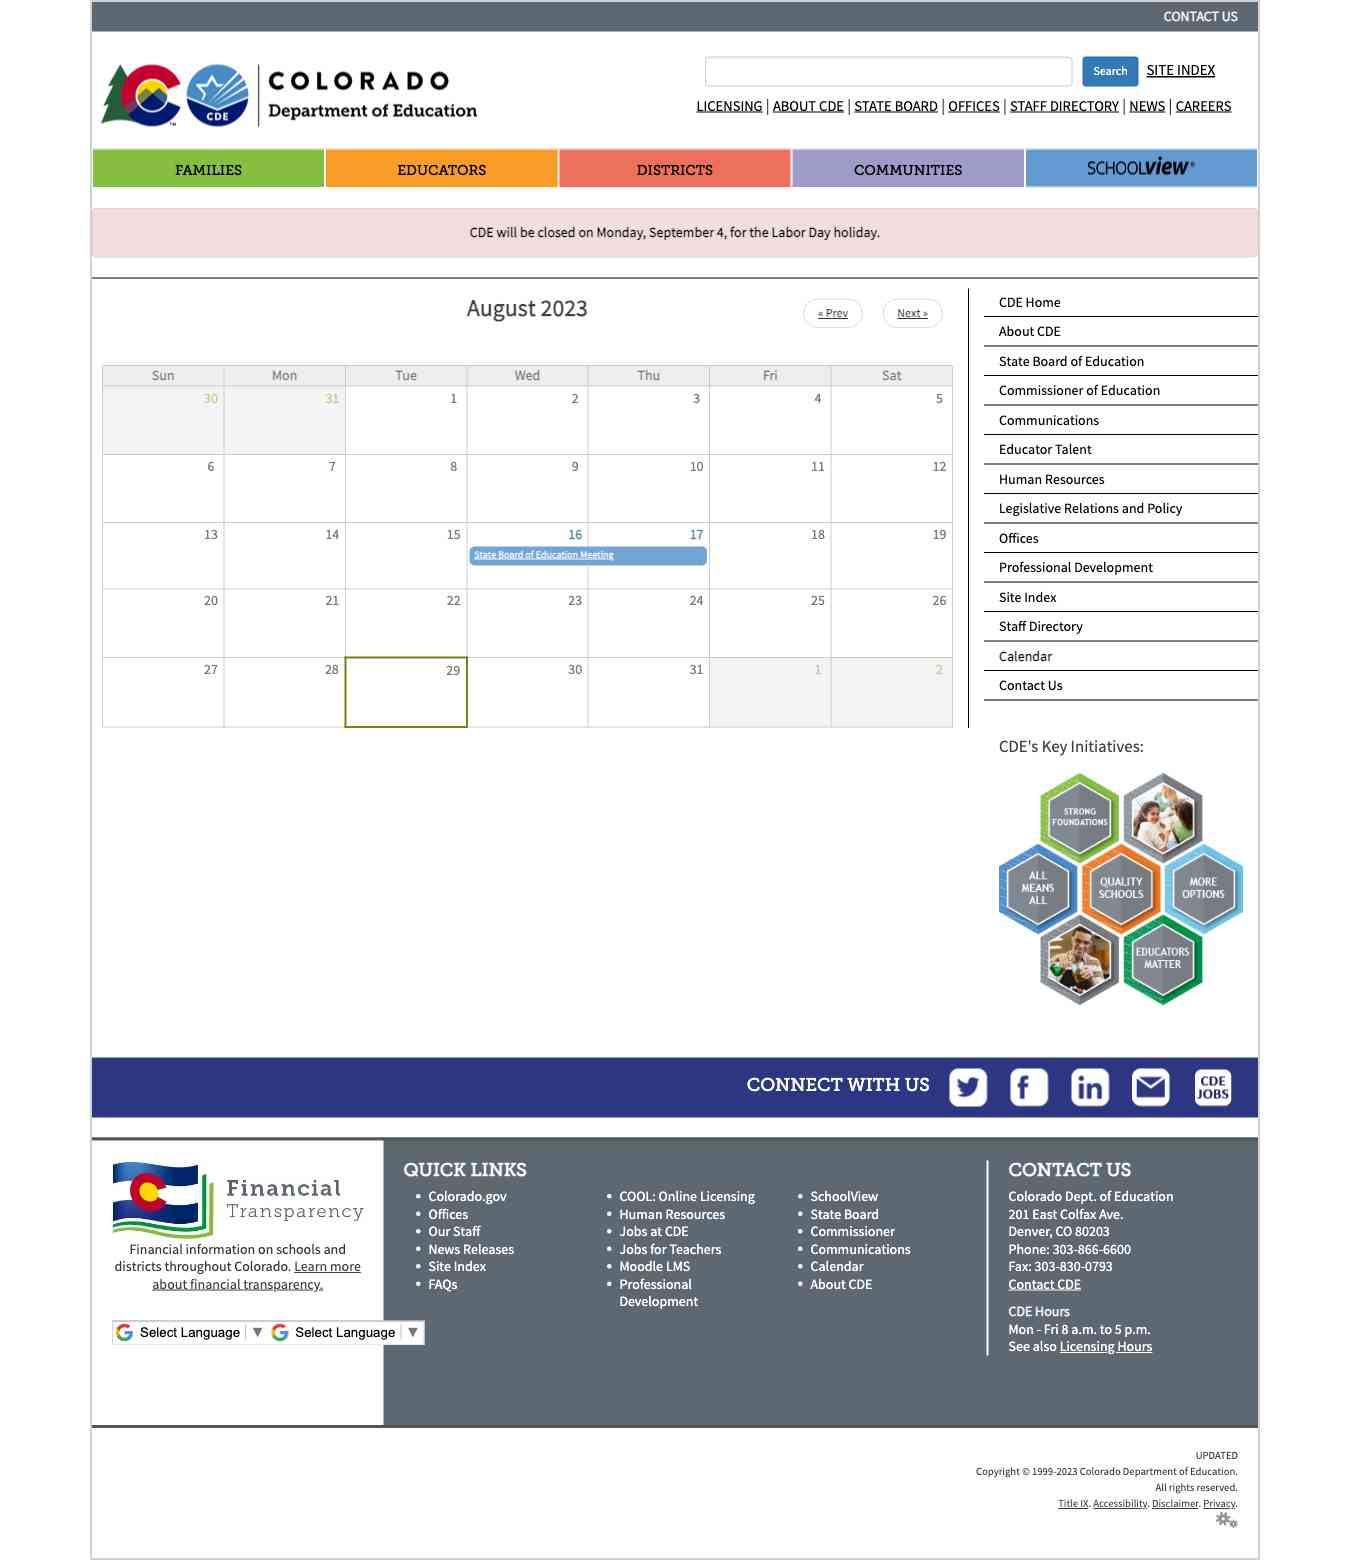 CONTACT US
COLORADO
Department of Education
CDE
TM
Search
SITE INDEX
LICENSING | ABOUT CDE | STATE BOARD | OFFICES | STAFF DIRECTORY | NEWS | CAREERS
FAMILIES
EDUCATORS
DISTRICTS
COMMUNITIES
SCHOOLVIEW®
CDE will be closed on Monday, September 4, for the Labor Day holiday.
August 2023
« Prev
Next »
Sun Mon Tue Wed Thu Fri Sat
30 31 1 2 3 4 5
6 7 8 9 10 11 12
13 14 15 16 17 18 19
State Board of Education Meeting
20 21 22 23 24 25 26
27 28 29 30 31 1 2
CDE Home
About CDE
State Board of Education
Commissioner of Education
Communications
Educator Talent
Human Resources
Legislative Relations and Policy
Offices
Professional Development
Site Index
Staff Directory
Calendar
Contact Us
CDE's Key Initiatives:
STRONG
FOUNDATIONS
ALL
MEANS
ALL
QUALITY
SCHOOLS
MORE
OPTIONS
EDUCATORS
MATTER
CONNECT WITH US
CDE
JOBS
Financial
Transparency
Financial information on schools and
districts throughout Colorado. Learn more
about financial transparency.
Select Language ▼
Select Language ▼
QUICK LINKS
• Colorado.gov
• Offices
• Our Staff
• News Releases
• Site Index
• FAQs
• COOL: Online Licensing
• Human Resources
• Jobs at CDE
• Jobs for Teachers
• Moodle LMS
• Professional
Development
• SchoolView
• State Board
• Commissioner
• Communications
• Calendar
• About CDE
CONTACT US
Colorado Dept. of Education
201 East Colfax Ave.
Denver, CO 80203
Phone: 303-866-6600
Fax: 303-830-0793
Contact CDE
CDE Hours
Mon - Fri 8 a.m. to 5 p.m.
See also Licensing Hours
UPDATED
Copyright © 1999-2023 Colorado Department of Education.
All rights reserved.
Title IX. Accessibility. Disclaimer. Privacy.